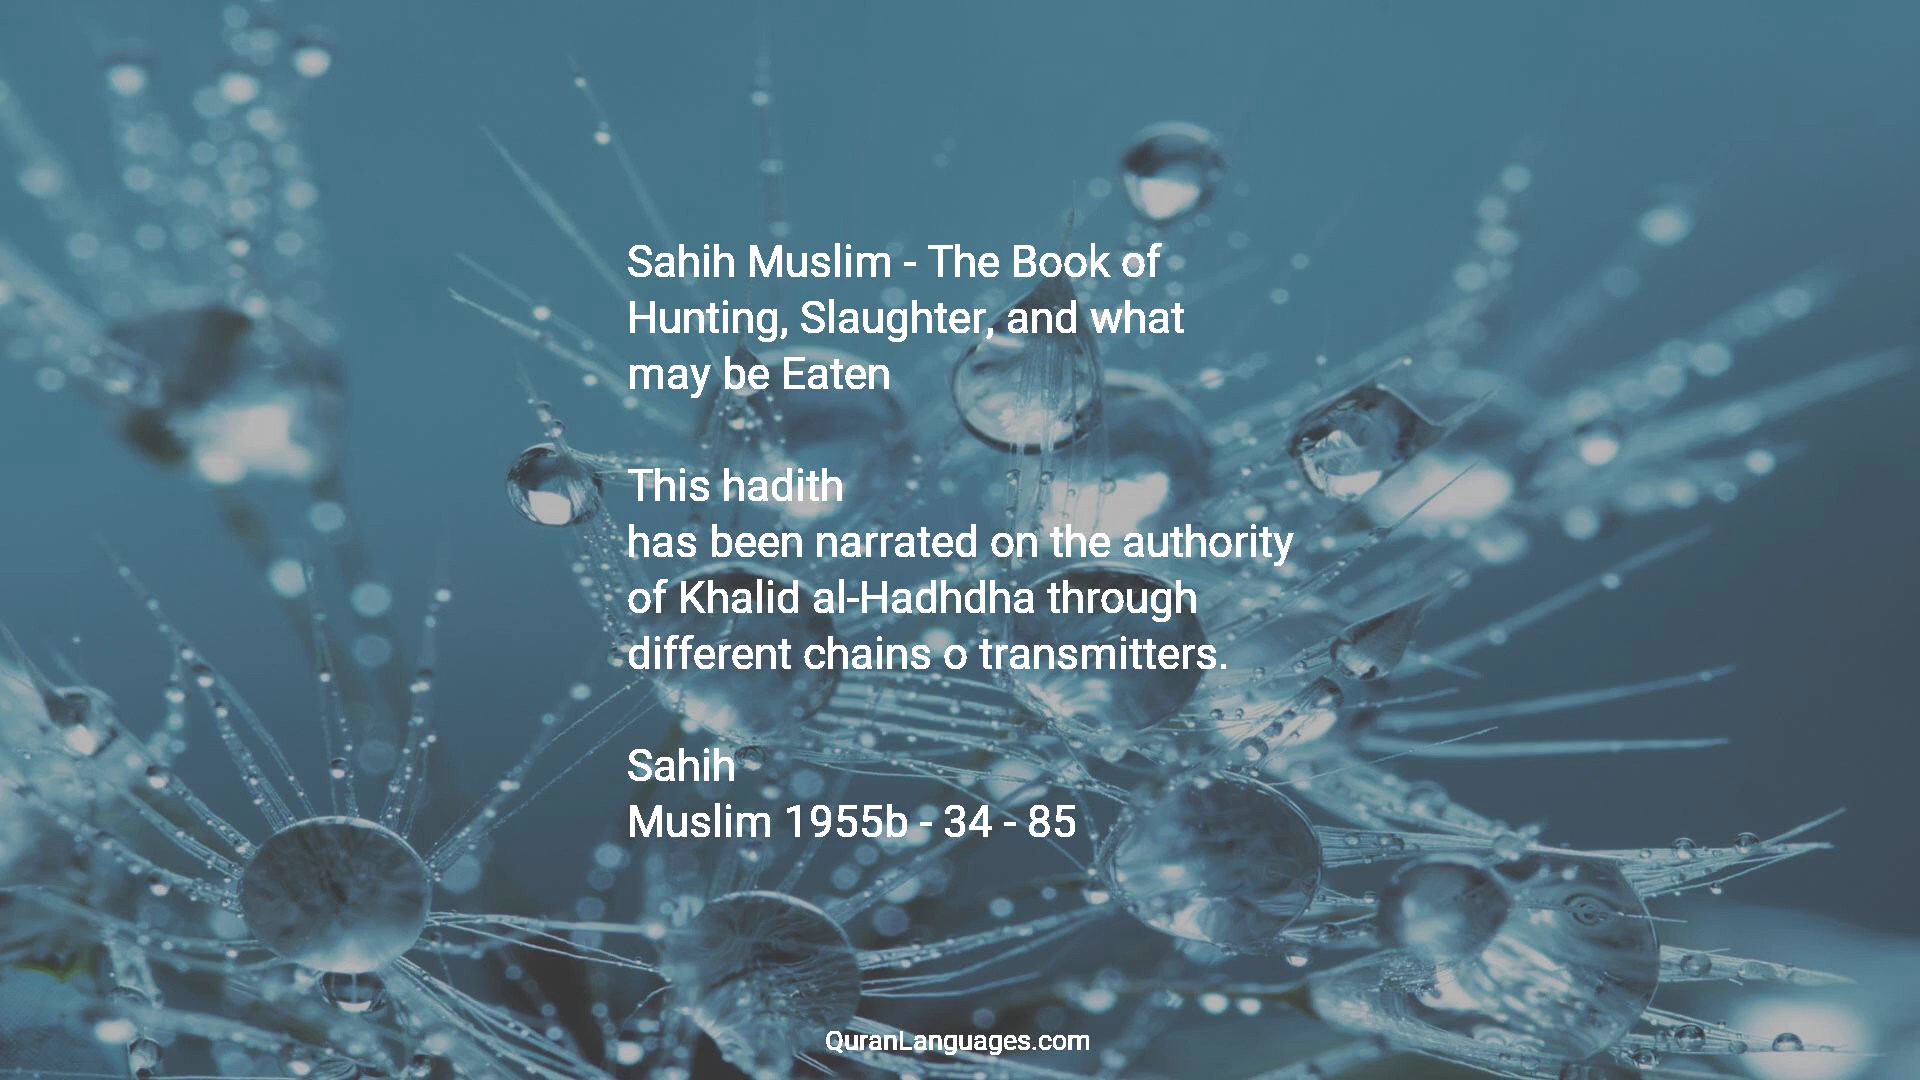 Sahih Muslim - The Book of
Hunting, Slaughter, and what
may be Eaten
This hadith
has been narrated on the authority
of Khalid al-Hadhdha through
different chains o transmitters.
Sahih
Muslim 1955b - 34 - 85
QuranLanguages.com